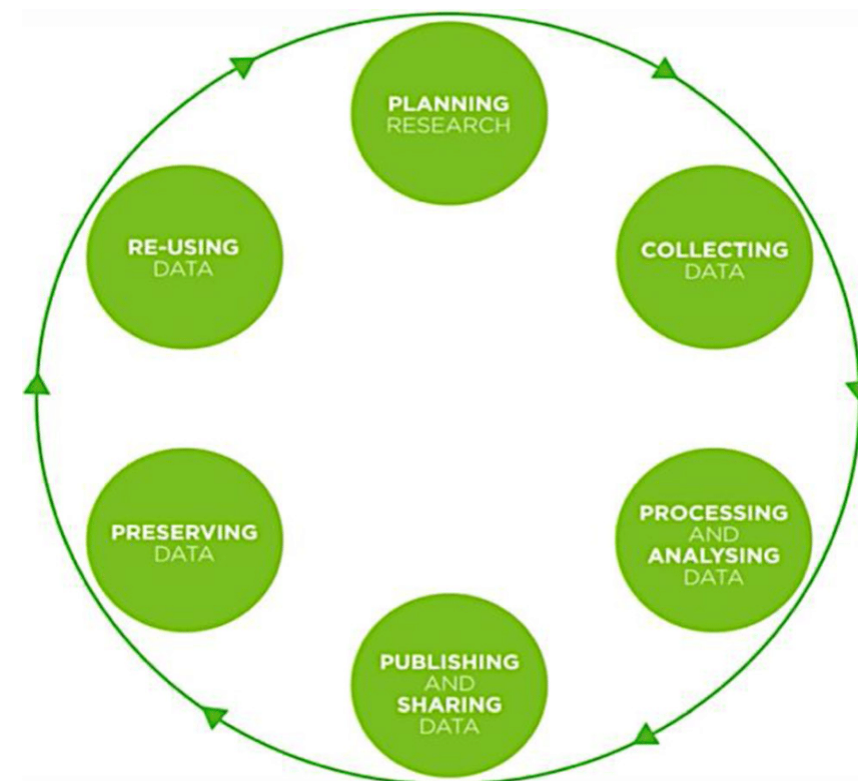 PLANNING
RESEARCH
COLLECTING
DATA
PROCESSING
AND
ANALYSING
DATA
PUBLISHING
AND
SHARING
DATA
PRESERVING
DATA
RE-USING
DATA